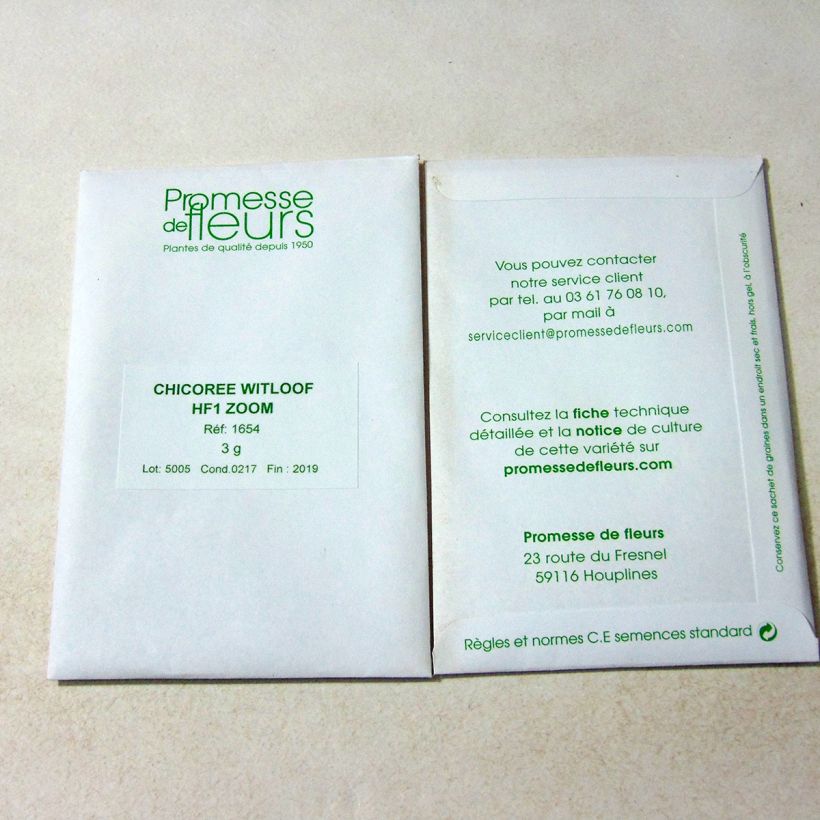 Promesse
de fleurs
Plantes de qualité depuis 1950
CHICOREE WITLOOF
HF1 ZOOM
Réf: 1654
3 g
Lot: 5005 Cond.0217 Fin : 2019
Vous pouvez contacter
notre service client
par tel. au 03 61 76 08 10,
par mail à
serviceclient@promessedefleurs.com
Consultez la fiche technique
détaillée et la notice de culture
de cette variété sur
promessedefleurs.com
Promesse de fleurs
23 route du Fresnel
59116 Houplines
Règles et normes C.E semences standard
Conservez ce sachet de graines dans un endroit sec et frais, hors gel, à l'obscurité